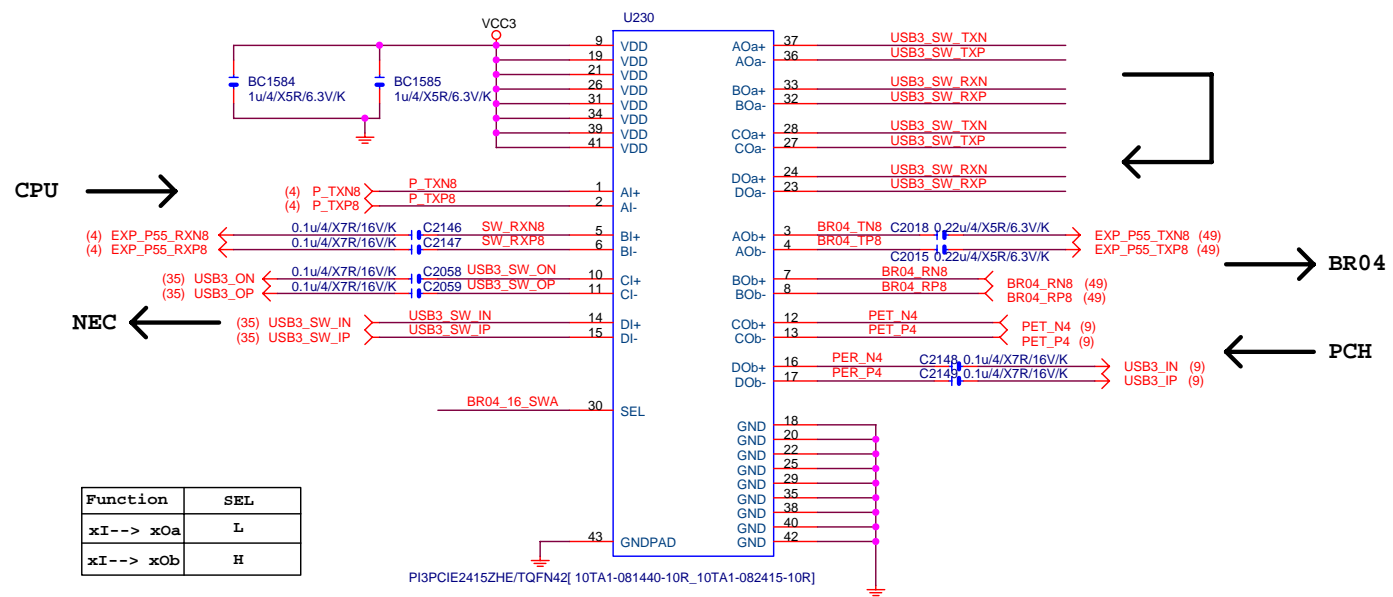 U230
VCC3
9 VDD
19 VDD
21 VDD
26 VDD
31 VDD
34 VDD
39 VDD
41 VDD
BC1584
1u/4/X5R/6.3V/K
BC1585
1u/4/X5R/6.3V/K
AOa+ 37 USB3_SW_TXN
AOa- 36 USB3_SW_TXP
BOa+ 33 USB3_SW_RXN
BOa- 32 USB3_SW_RXP
COa+ 28 USB3_SW_TXN
COa- 27 USB3_SW_TXP
DOa+ 24 USB3_SW_RXN
DOa- 23 USB3_SW_RXP
CPU
(4) P_TXN8 P_TXN8 1 AI+
(4) P_TXP8 P_TXP8 2 AI-
(4) EXP_P55_RXN8 0.1u/4/X7R/16V/K C2146 SW_RXN8 5 BI+
(4) EXP_P55_RXP8 0.1u/4/X7R/16V/K C2147 SW_RXP8 6 BI-
(35) USB3_ON 0.1u/4/X7R/16V/K C2058 USB3_SW_ON 10 CI+
(35) USB3_OP 0.1u/4/X7R/16V/K C2059 USB3_SW_OP 11 CI-
NEC
(35) USB3_SW_IN USB3_SW_IN 14 DI+
(35) USB3_SW_IP USB3_SW_IP 15 DI-
AOb+ 3 BR04_TN8 C2018 0.22u/4/X5R/6.3V/K EXP_P55_TXN8 (49)
AOb- 4 BR04_TP8 C2015 0.22u/4/X5R/6.3V/K EXP_P55_TXP8 (49)
BR04
BOb+ 7 BR04_RN8 BR04_RN8 (49)
BOb- 8 BR04_RP8 BR04_RP8 (49)
COb+ 12 PET_N4 PET_N4 (9)
COb- 13 PET_P4 PET_P4 (9)
PCH
DOb+ 16 PER_N4 C2148 0.1u/4/X7R/16V/K USB3_IN (9)
DOb- 17 PER_P4 C2149 0.1u/4/X7R/16V/K USB3_IP (9)
BR04_16_SWA 30 SEL
GND 18
GND 20
GND 22
GND 25
GND 29
GND 35
GND 38
GND 40
GND 42
43 GNDPAD
Function SEL
xI--> xOa L
xI--> xOb H
PI3PCIE2415ZHE/TQFN42[ 10TA1-081440-10R_10TA1-082415-10R]